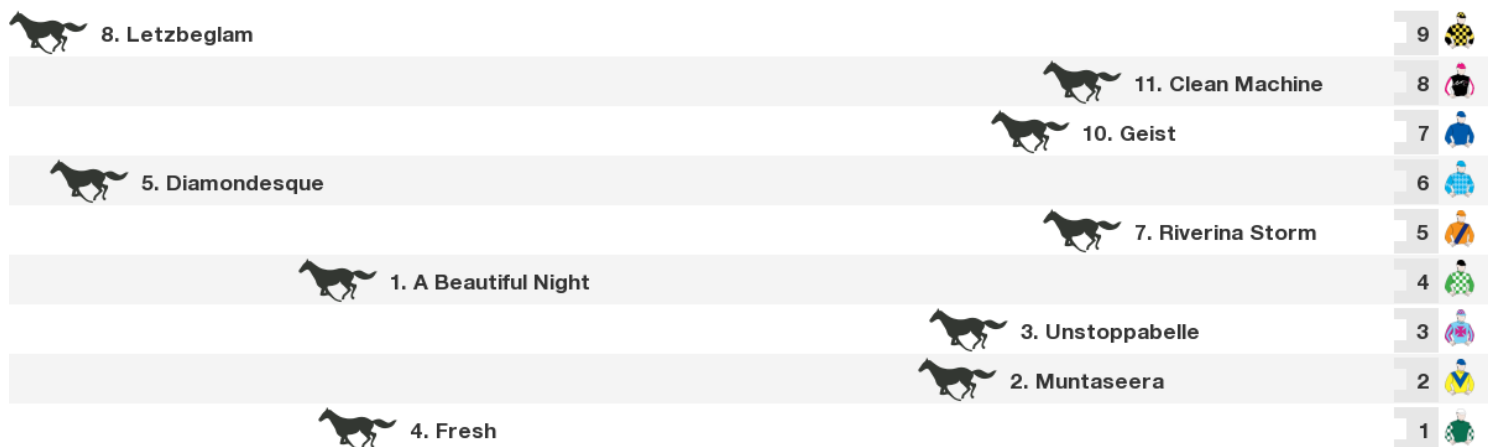 8. Letzbeglam 9
11. Clean Machine 8
10. Geist 7
5. Diamondesque 6
7. Riverina Storm 5
1. A Beautiful Night 4
3. Unstoppabelle 3
2. Muntaseera 2
4. Fresh 1